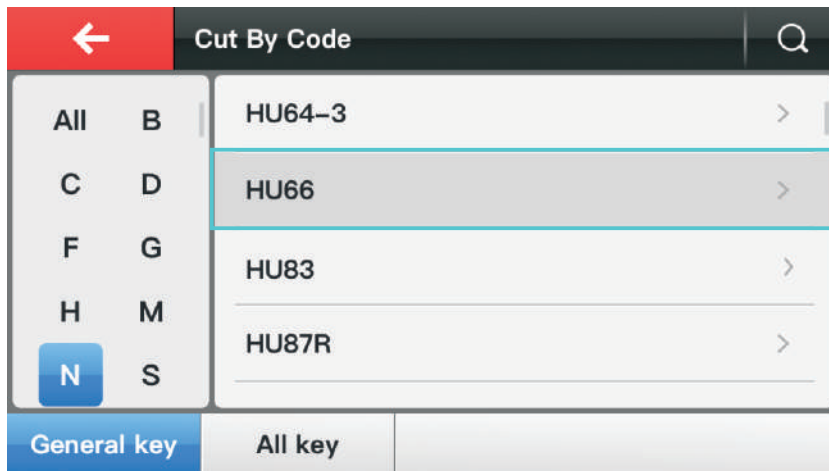 Cut By Code
All B
C D
F G
H M
N S
HU64-3
HU66
HU83
HU87R
General key
All key